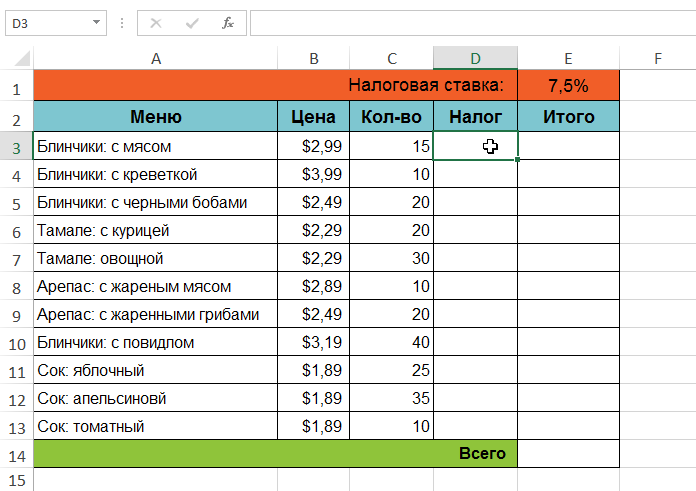 D3 fx
A B C D E F
1 Налоговая ставка: 7,5%
2 Меню Цена Кол-во Налог Итого
3 Блинчики: с мясом $2,99 15
4 Блинчики: с креветкой $3,99 10
5 Блинчики: с черными бобами $2,49 20
6 Тамале: с курицей $2,29 20
7 Тамале: овощной $2,29 30
8 Арепас: с жареным мясом $2,89 10
9 Арепас: с жаренными грибами $2,49 20
10 Блинчики: с повидлом $3,19 40
11 Сок: яблочный $1,89 25
12 Сок: апельсиновй $1,89 35
13 Сок: томатный $1,89 10
14 Всего
15